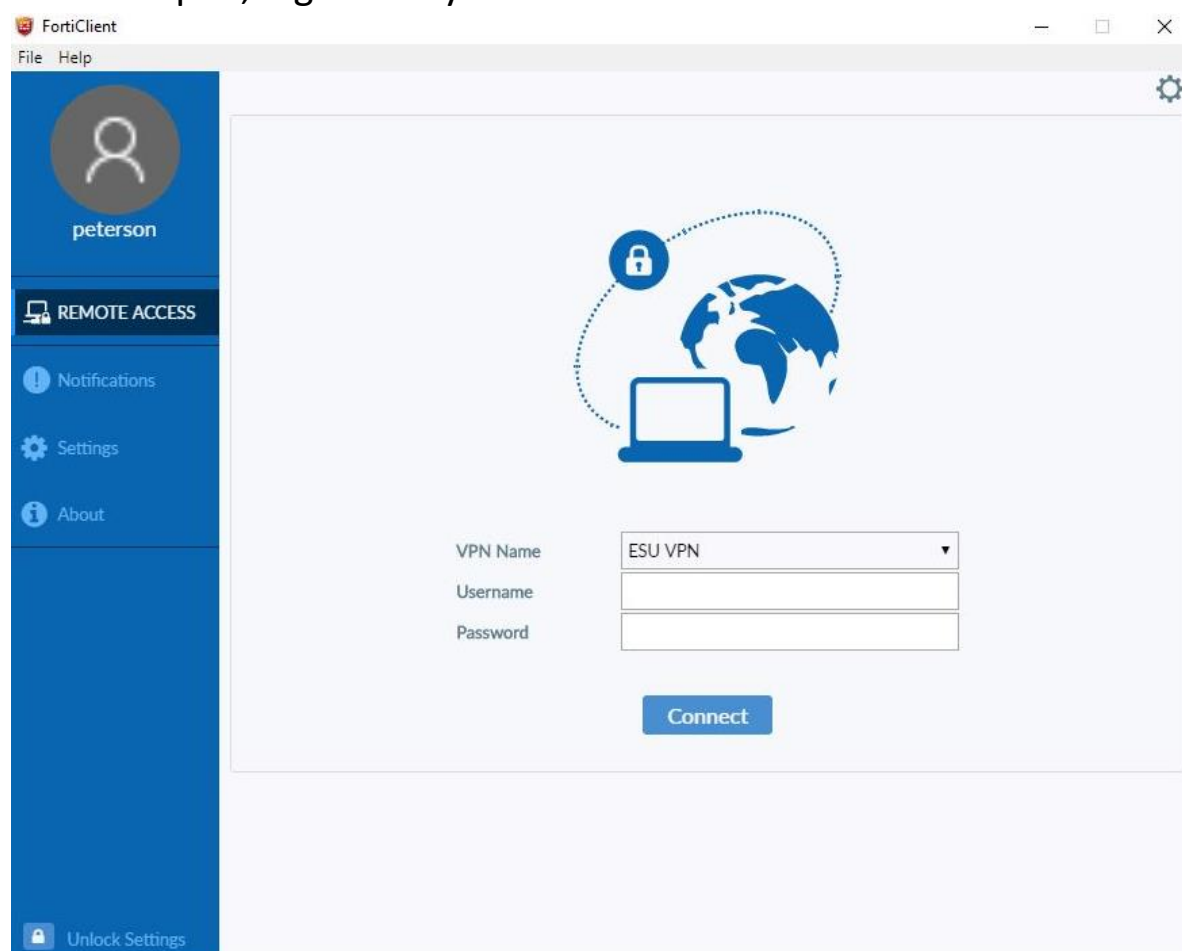 FortiClient
File Help
peterson
REMOTE ACCESS
Notifications
Settings
About
VPN Name ESU VPN
Username
Password
Connect
Unlock Settings